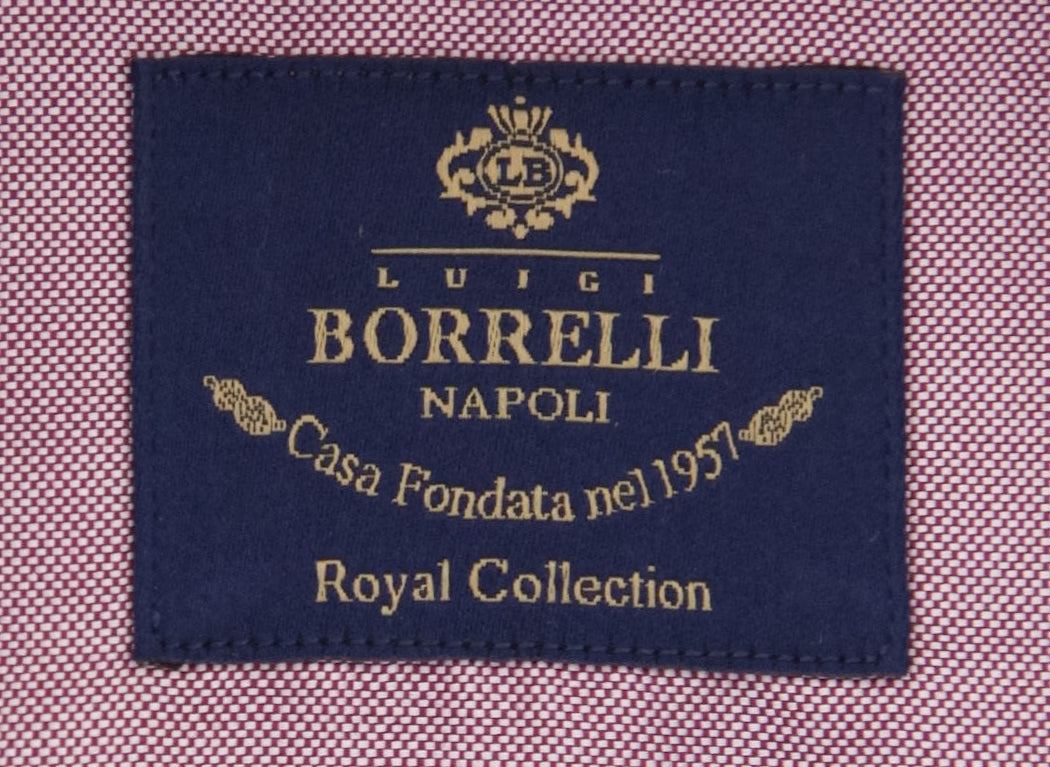 LB
LUIGI
BORRELLI
NAPOLI
Casa Fondata nel 1957
Royal Collection